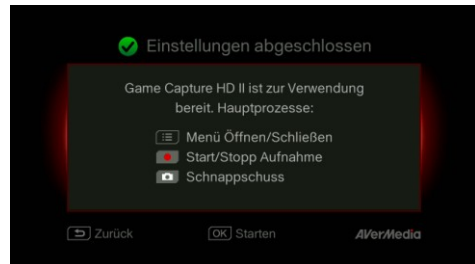 Einstellungen abgeschlossen
Game Capture HD II ist zur Verwendung
bereit. Hauptprozesse:
Menü Öffnen/Schließen
Start/Stopp Aufnahme
Schnappschuss
Zurück OK Starten AVerMedia